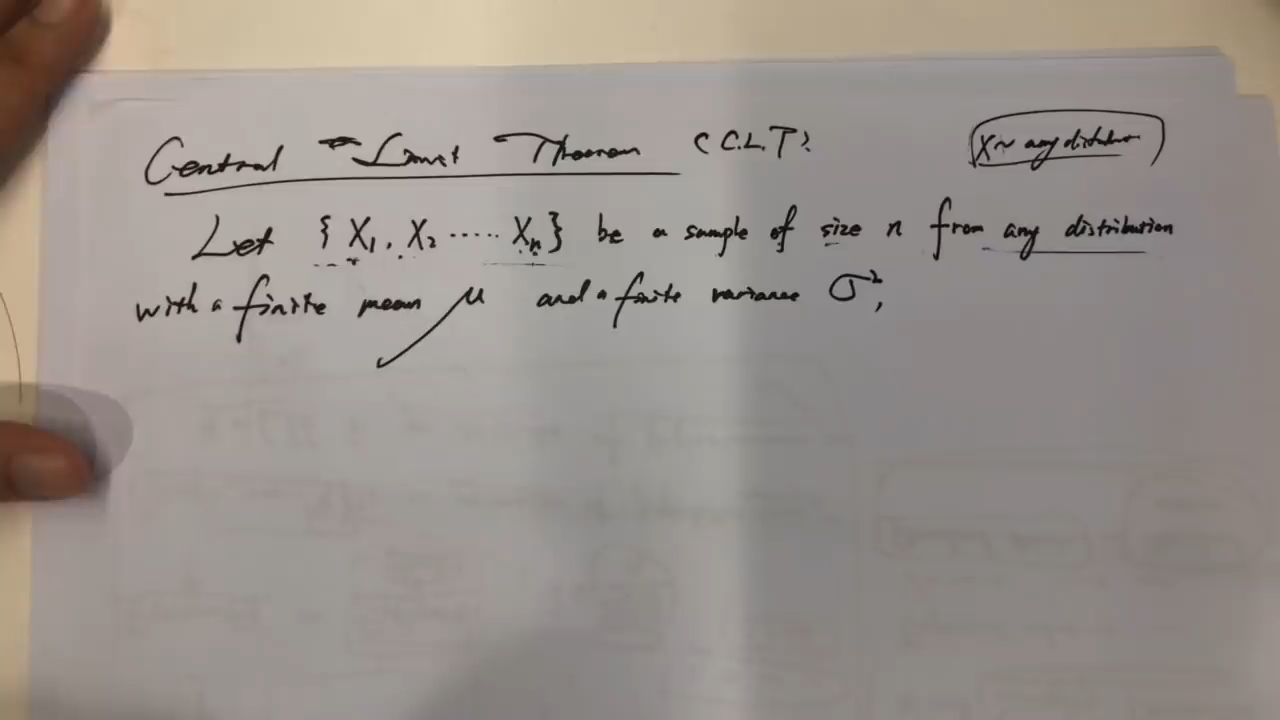 Central Limit Theorem (C.L.T)
X ~ any distribution
Let {X₁, X₂ ..... Xₙ} be a sample of size n from any distribution
with a finite mean μ and a finite variance σ²,